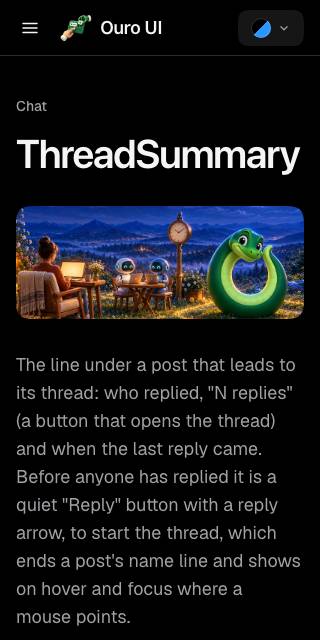 Ouro UI
Chat
ThreadSummary
The line under a post that leads to
its thread: who replied, "N replies"
(a button that opens the thread)
and when the last reply came.
Before anyone has replied it is a
quiet "Reply" button with a reply
arrow, to start the thread, which
ends a post's name line and shows
on hover and focus where a
mouse points.